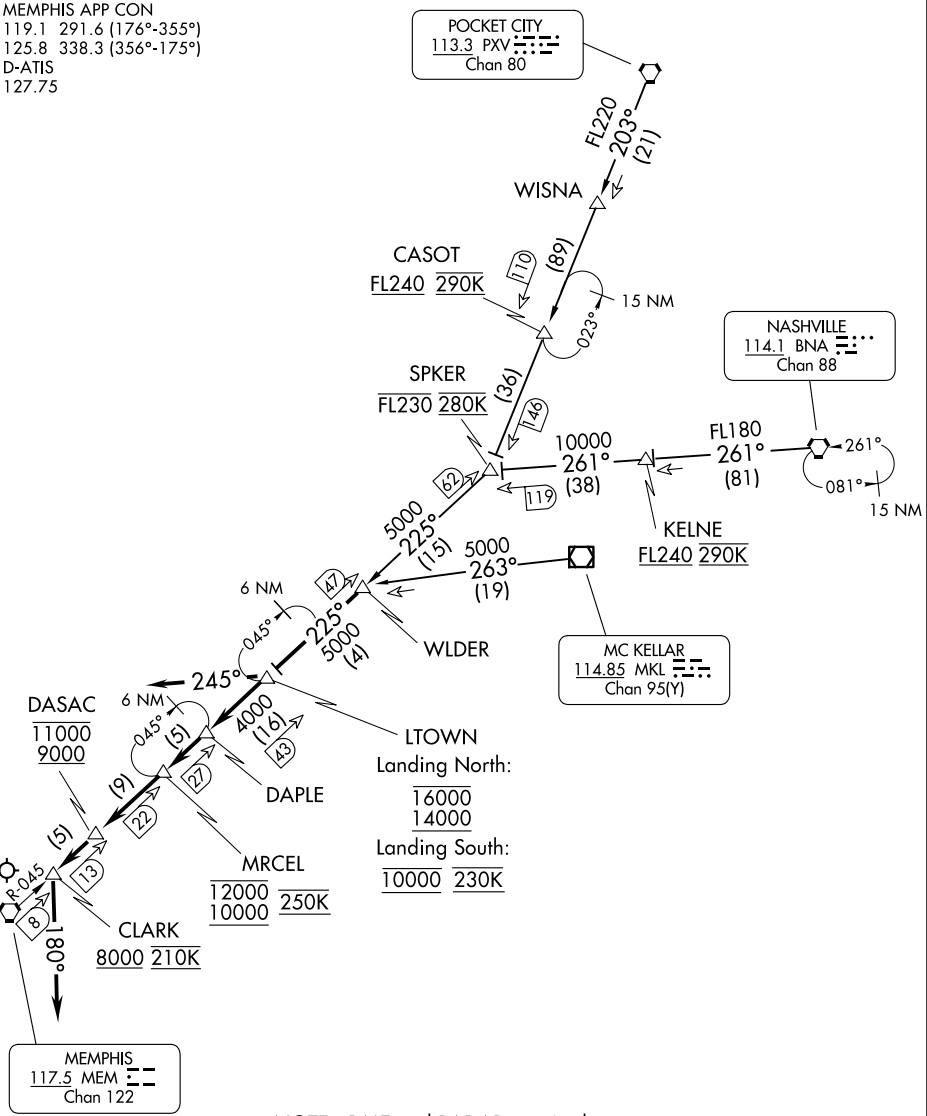 MEMPHIS APP CON
119.1 291.6 (176°-355°)
125.8 338.3 (356°-175°)
D-ATIS
127.75
POCKET CITY
113.3 PXV
Chan 80
FL220
203°
(21)
WISNA
(89)
CASOT
FL240 290K
110
15 NM
023°
NASHVILLE
114.1 BNA
Chan 88
SPKER
FL230 280K
(36)
146
10000
261°
(38)
FL180
261°
(81)
261°
081°
15 NM
62
119
KELNE
FL240 290K
5000
225°
(15)
5000
263°
(19)
47
6 NM
045°
225°
5000
(4)
WLDER
MC KELLAR
114.85 MKL
Chan 95(Y)
245°
DASAC
11000
9000
6 NM
045°
4000
(16)
43
LTOWN
Landing North:
16000
14000
Landing South:
10000 230K
(5)
27
DAPLE
(9)
22
MRCEL
12000
10000
250K
(5)
13
R-045
8
CLARK
8000 210K
180°
MEMPHIS
117.5 MEM
Chan 122